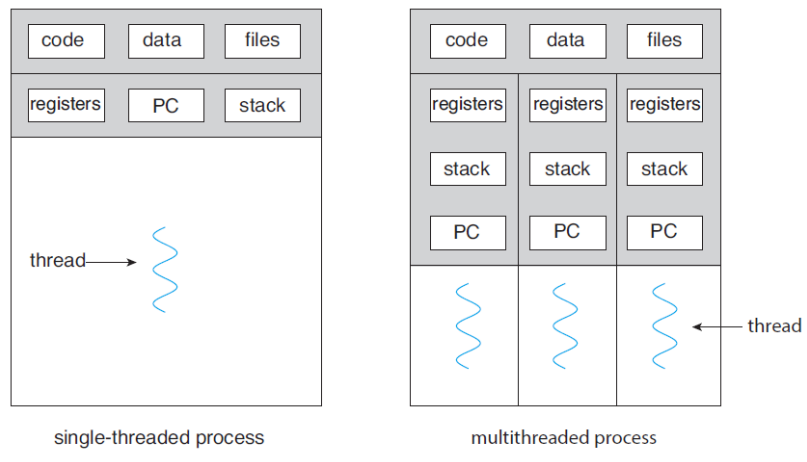 code data files
registers PC stack
thread
single-threaded process
code data files
registers registers registers
stack stack stack
PC PC PC
thread
multithreaded process